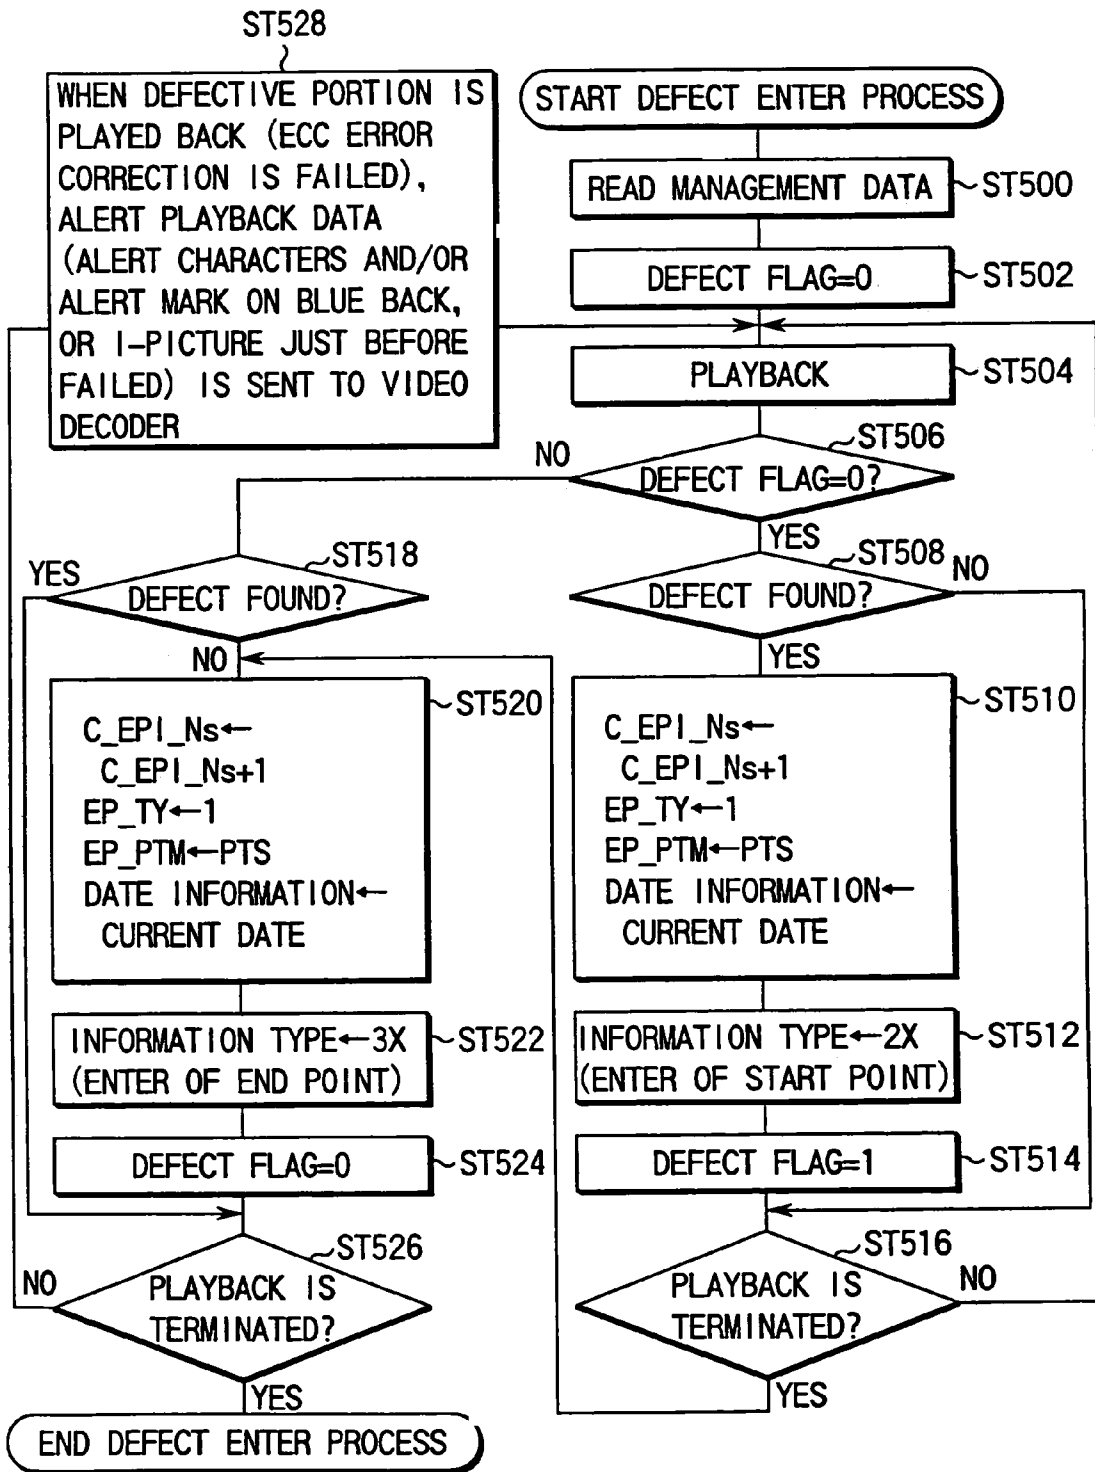 ST528
WHEN DEFECTIVE PORTION IS
PLAYED BACK (ECC ERROR
CORRECTION IS FAILED),
ALERT PLAYBACK DATA
(ALERT CHARACTERS AND/OR
ALERT MARK ON BLUE BACK,
OR I-PICTURE JUST BEFORE
FAILED) IS SENT TO VIDEO
DECODER
START DEFECT ENTER PROCESS
READ MANAGEMENT DATA
ST500
DEFECT FLAG=0
ST502
PLAYBACK
ST504
ST506
DEFECT FLAG=0?
NO
YES
ST518
DEFECT FOUND?
YES
NO
ST508
DEFECT FOUND?
NO
YES
ST520
C_EPI_Ns←
C_EPI_Ns+1
EP_TY←1
EP_PTM←PTS
DATE INFORMATION←
CURRENT DATE
ST510
C_EPI_Ns←
C_EPI_Ns+1
EP_TY←1
EP_PTM←PTS
DATE INFORMATION←
CURRENT DATE
INFORMATION TYPE←3X
(ENTER OF END POINT)
ST522
INFORMATION TYPE←2X
(ENTER OF START POINT)
ST512
DEFECT FLAG=0
ST524
DEFECT FLAG=1
ST514
ST526
PLAYBACK IS
TERMINATED?
NO
YES
ST516
PLAYBACK IS
TERMINATED?
NO
YES
END DEFECT ENTER PROCESS